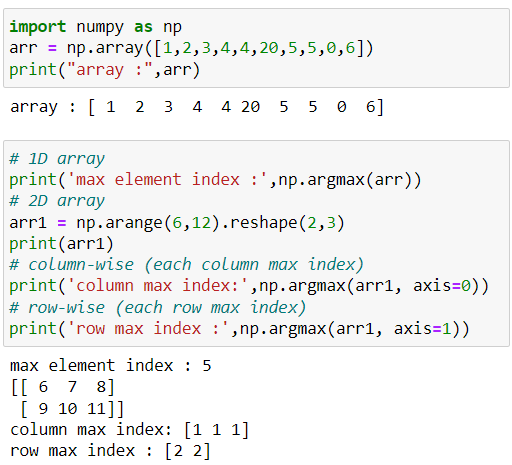 import numpy as np
arr = np.array([1,2,3,4,4,20,5,5,0,6])
print("array :",arr)
array : [ 1  2  3  4  4 20  5  5  0  6]
# 1D array
print('max element index :',np.argmax(arr))
# 2D array
arr1 = np.arange(6,12).reshape(2,3)
print(arr1)
# column-wise (each column max index)
print('column max index:',np.argmax(arr1, axis=0))
# row-wise (each row max index)
print('row max index :',np.argmax(arr1, axis=1))
max element index : 5
[[ 6  7  8]
 [ 9 10 11]]
column max index: [1 1 1]
row max index : [2 2]